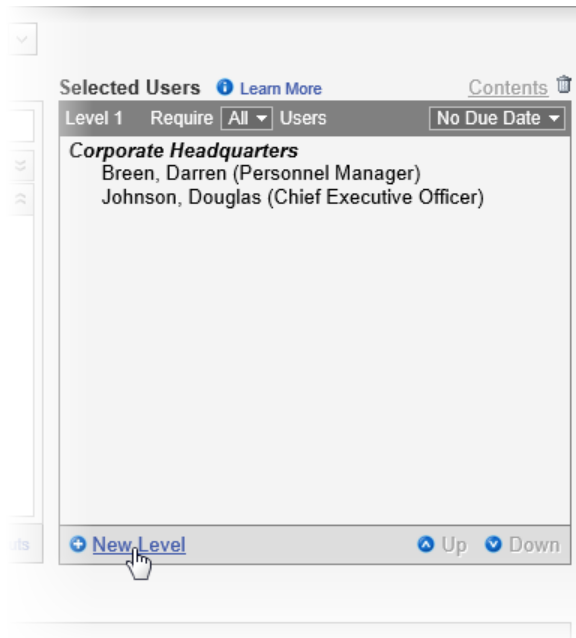 Selected Users Learn More Contents
Level 1 Require All Users No Due Date
Corporate Headquarters
Breen, Darren (Personnel Manager)
Johnson, Douglas (Chief Executive Officer)
New Level Up Down